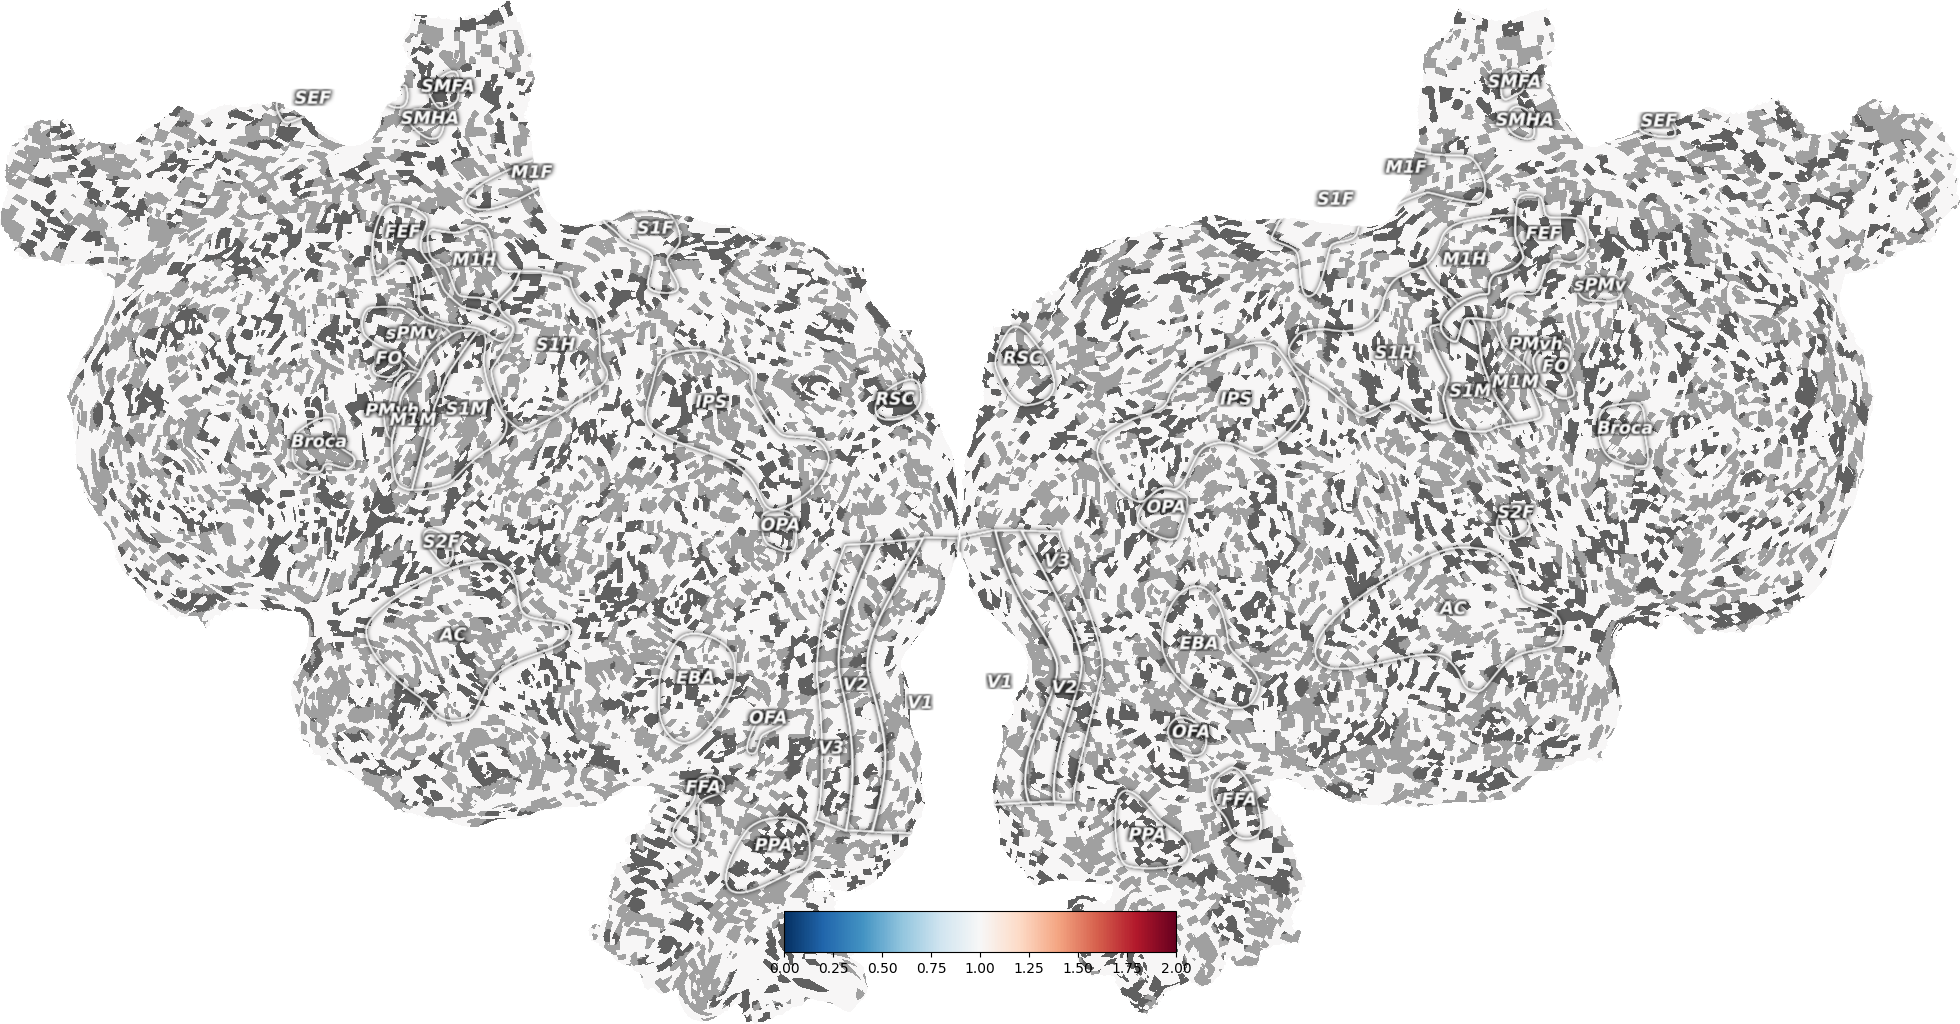 SMFA
SEF
SMHA
M1F
FEF
S1F
M1H
sPMv
FO
S1H
IPS
RSC
PMvh
M1M
S1M
Broca
OPA
S2F
AC
EBA
V2
V1
OFA
V3
FFA
PPA
SMFA
SMHA
SEF
M1F
S1F
FEF
M1H
sPMv
RSC
PMvh
S1H
FO
M1M
S1M
IPS
Broca
OPA
S2F
V3
AC
EBA
V1
V2
OFA
FFA
PPA
0.00 0.25 0.50 0.75 1.00 1.25 1.50 1.75 2.00